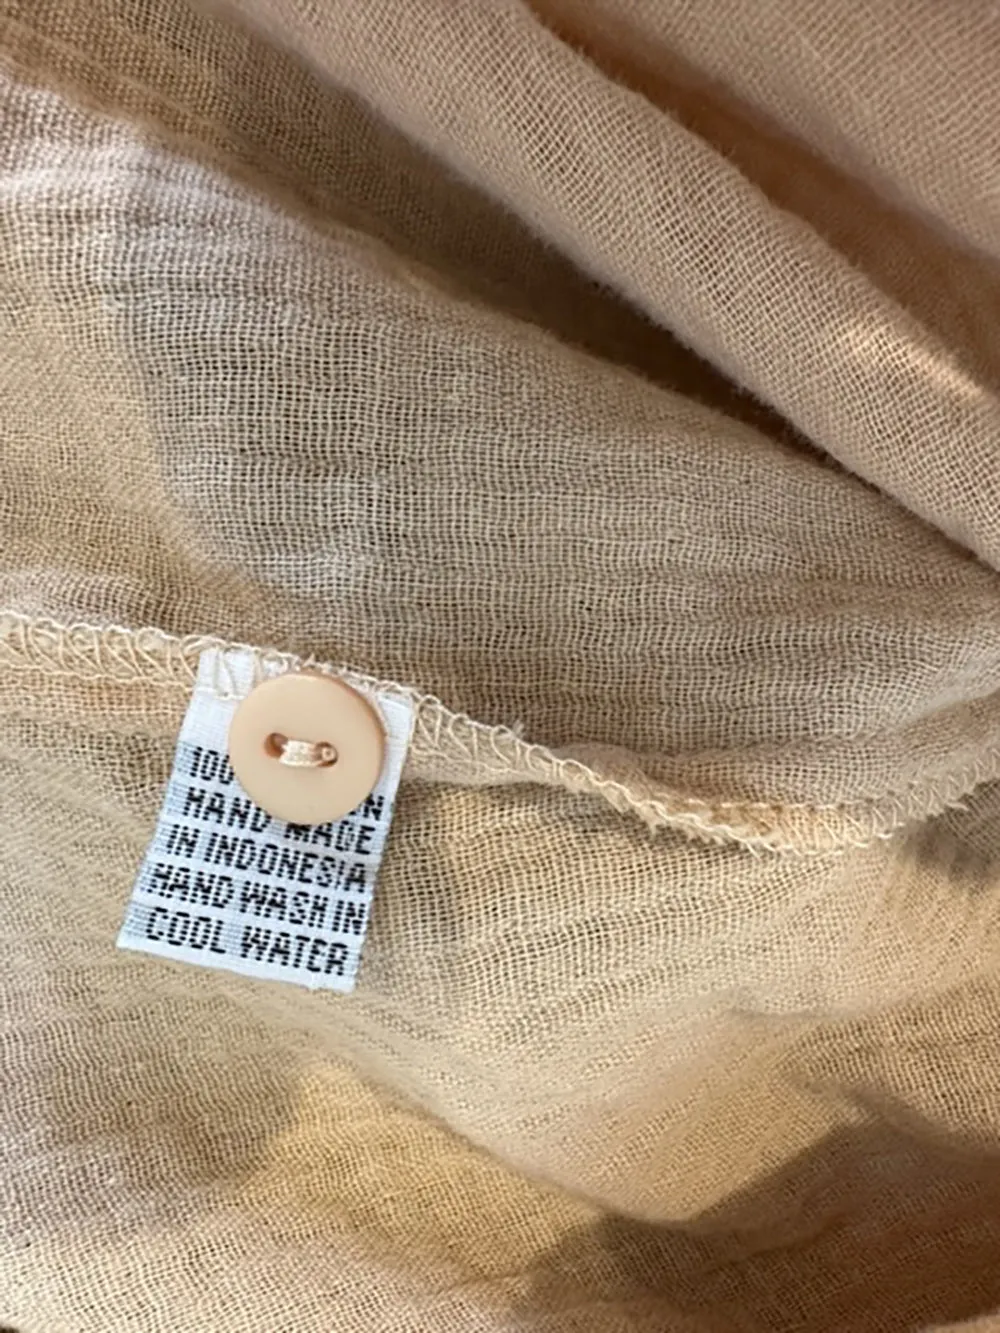 100
HAND MADE
IN INDONESIA
HAND WASH IN
COOL WATER